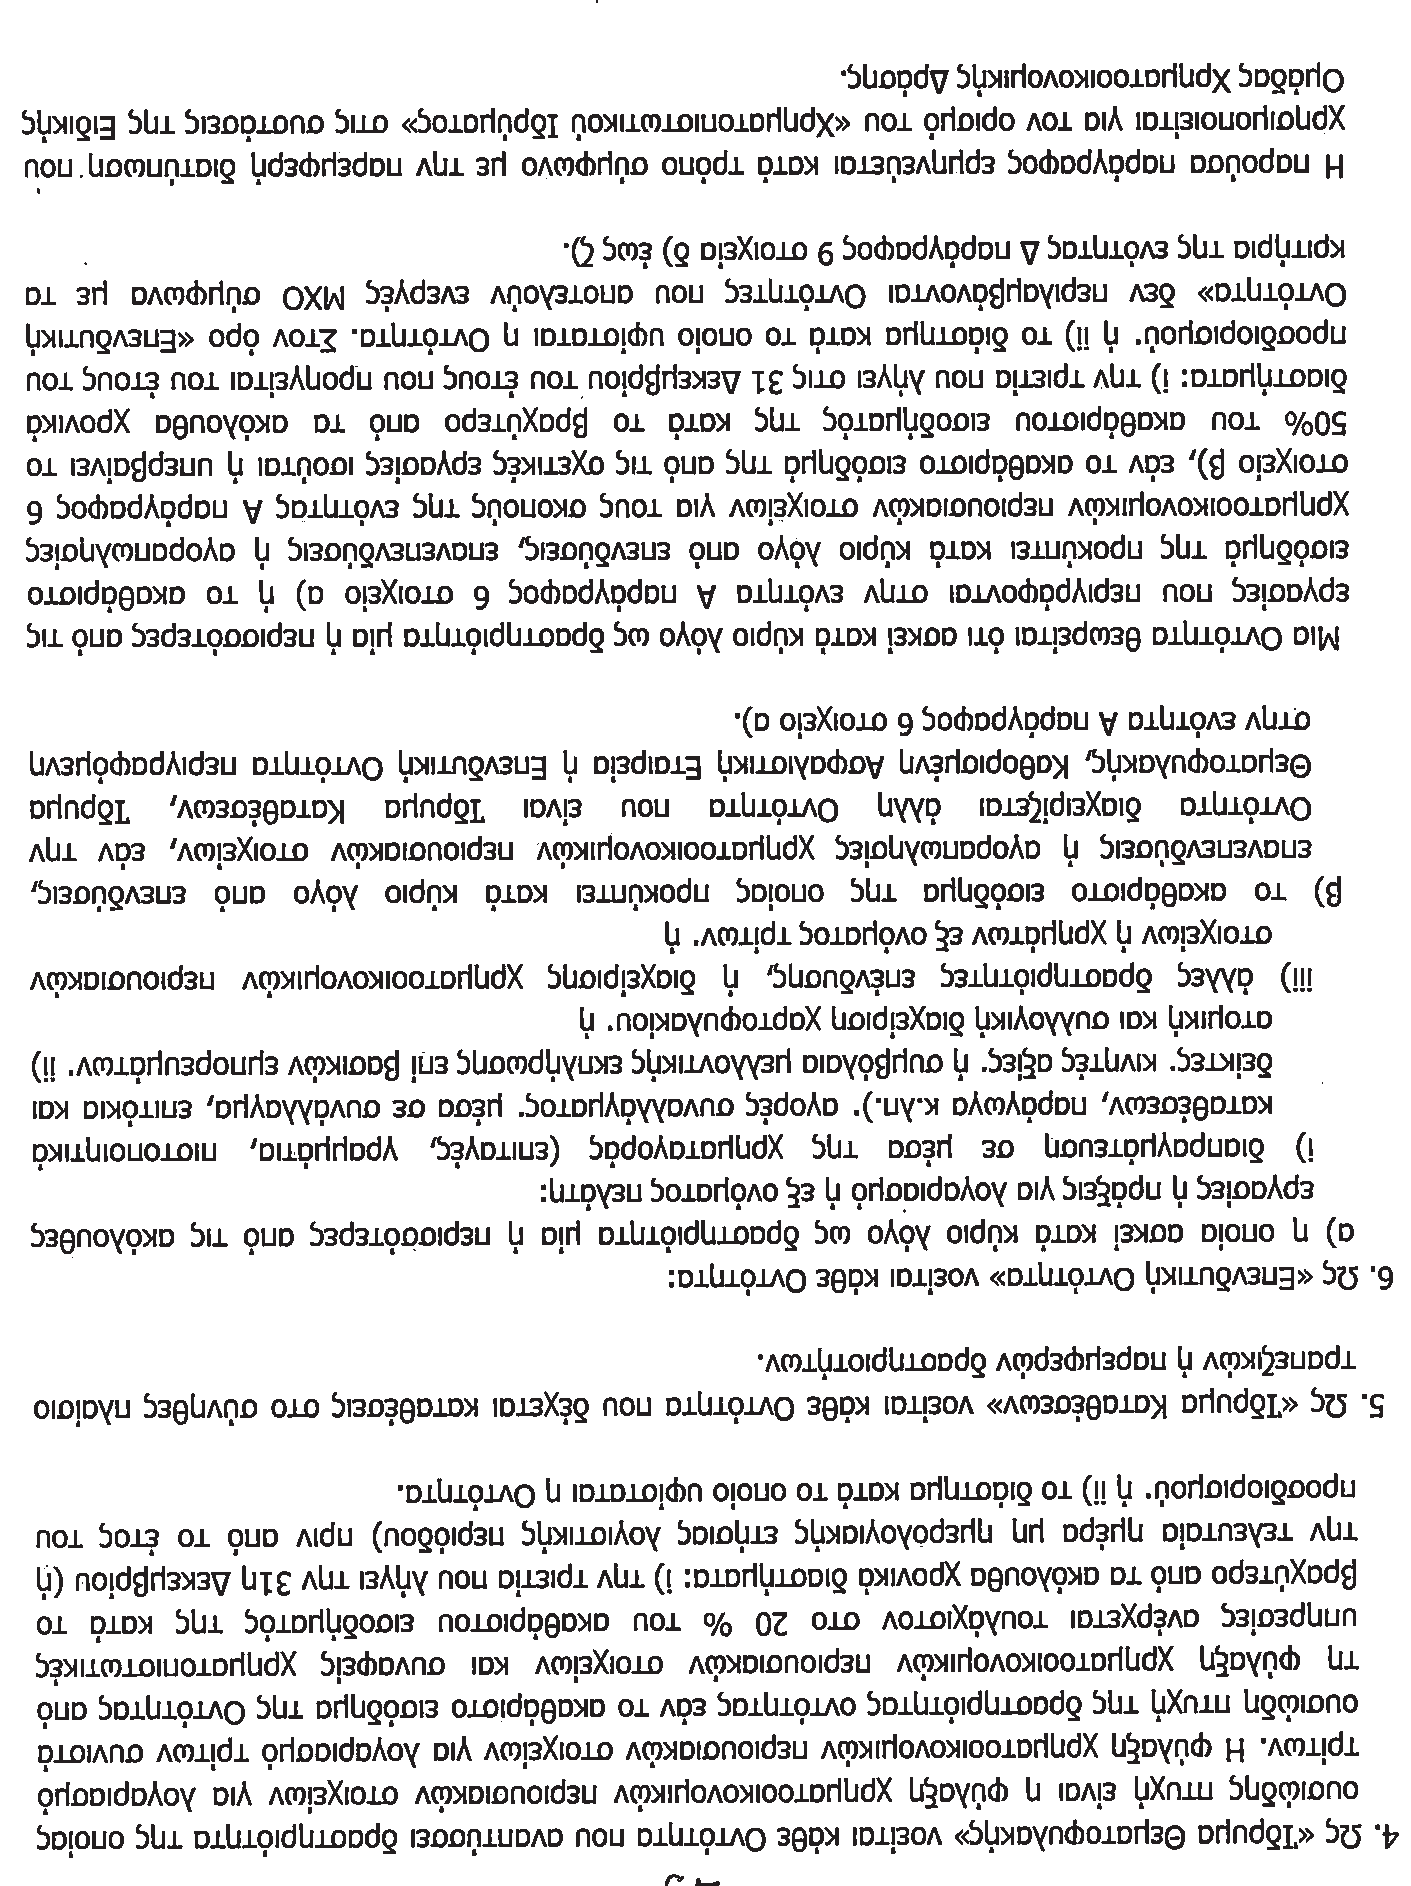 4. Ως «Ίδρυμα Θεματοφυλακής» νοείται κάθε Οντότητα που αναπτύσσει δραστηριότητα της οποίας
ουσιώδης πτυχή είναι η φύλαξη Χρηματοοικονομικών περιουσιακών στοιχείων για λογαριασμό
τρίτων. Η φύλαξη Χρηματοοικονομικών περιουσιακών στοιχείων για λογαριασμό τρίτων συνιστά
ουσιώδη πτυχή της δραστηριότητας οντότητας εάν το ακαθάριστο εισόδημα της Οντότητας από
τη φύλαξη Χρηματοοικονομικών περιουσιακών στοιχείων και συναφείς Χρηματοπιστωτικές
υπηρεσίες ανέρχεται τουλάχιστον στο 20 % του ακαθάριστου εισοδήματός της κατά το
βραχύτερο από τα ακόλουθα Χρονικά διαστήματα: i) την τριετία που λήγει την 31η Δεκεμβρίου (ή
την τελευταία ημέρα μη ημερολογιακής ετήσιας λογιστικής περιόδου) πριν από το έτος του
προσδιορισμού. ή ii) το διάστημα κατά το οποίο υφίσταται η Οντότητα.
5. Ως «Ίδρυμα Καταθέσεων» νοείται κάθε Οντότητα που δέχεται καταθέσεις στο σύνηθες πλαίσιο
τραπεζικών ή παρεμφερών δραστηριοτήτων.
6. Ως «Επενδυτική Οντότητα» νοείται κάθε Οντότητα:
α) η οποία ασκεί κατά κύριο λόγο ως δραστηριότητα μία ή περισσότερες από τις ακόλουθες
εργασίες ή πράξεις για λογαριασμό ή εξ ονόματος πελάτη:
i) διαπραγμάτευση σε μέσα της Χρηματαγοράς (επιταγές, γραμμάτια, πιστοποιητικά
καταθέσεων, παράγωγα κ.λπ.). αγορές συναλλάγματος. μέσα σε συνάλλαγμα, επιτόκια και
δείκτες. κινητές αξίες. ή συμβόλαια μελλοντικής εκπλήρωσης επί βασικών εμπορευμάτων. ii)
ατομική και συλλογική διαχείριση Χαρτοφυλακίου. ή
iii) άλλες δραστηριότητες επένδυσης, ή διαχείρισης Χρηματοοικονομικών περιουσιακών
στοιχείων ή Χρημάτων εξ ονόματος τρίτων. ή
β) το ακαθάριστο εισόδημα της οποίας προκύπτει κατά κύριο λόγο από επενδύσεις,
επανεπενδύσεις ή αγοραπωλησίες Χρηματοοικονομικών περιουσιακών στοιχείων, εάν την
Οντότητα διαχειρίζεται άλλη Οντότητα που είναι Ίδρυμα Καταθέσεων, Ίδρυμα
Θεματοφυλακής, Καθορισμένη Ασφαλιστική Εταιρεία ή Επενδυτική Οντότητα περιγραφόμενη
στην ενότητα Α παράγραφος 6 στοιχείο α).
Μια Οντότητα θεωρείται ότι ασκεί κατά κύριο λόγο ως δραστηριότητα μία ή περισσότερες από τις
εργασίες που περιγράφονται στην ενότητα Α παράγραφος 6 στοιχείο α) ή το ακαθάριστο
εισόδημά της προκύπτει κατά κύριο λόγο από επενδύσεις, επανεπενδύσεις ή αγοραπωλησίες
Χρηματοοικονομικών περιουσιακών στοιχείων για τους σκοπούς της ενότητας Α παράγραφος 6
στοιχείο β), εάν το ακαθάριστο εισόδημά της από τις σχετικές εργασίες ισούται ή υπερβαίνει το
50% του ακαθάριστου εισοδήματός της κατά το βραχύτερο από τα ακόλουθα Χρονικά
διαστήματα: i) την τριετία που λήγει στις 31 Δεκεμβρίου του έτους που προηγείται του έτους του
προσδιορισμού. ή ii) το διάστημα κατά το οποίο υφίσταται η Οντότητα. Στον όρο «Επενδυτική
Οντότητα» δεν περιλαμβάνονται Οντότητες που αποτελούν ενεργές ΜΧΟ σύμφωνα με τα
κριτήρια της ενότητας Δ παράγραφος 9 στοιχεία δ) έως ζ).
Η παρούσα παράγραφος ερμηνεύεται κατά τρόπο σύμφωνο με την παρεμφερή διατύπωση που
Χρησιμοποιείται για τον ορισμό του «Χρηματοπιστωτικού Ιδρύματος» στις συστάσεις της Ειδικής
Ομάδας Χρηματοοικονομικής Δράσης.